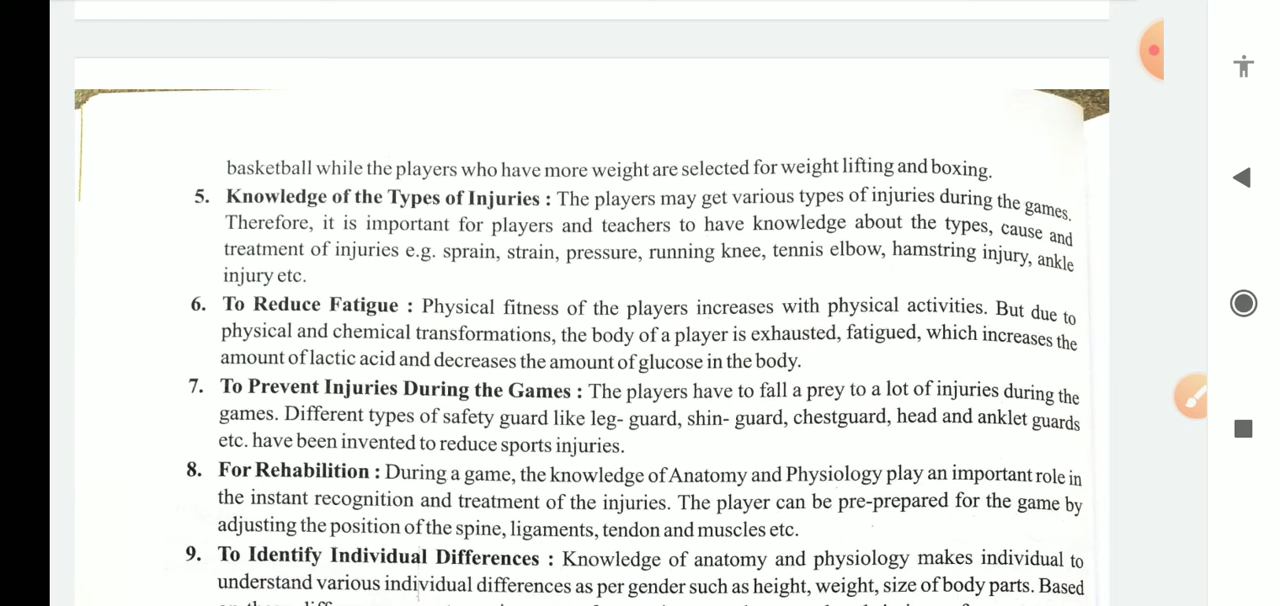 basketball while the players who have more weight are selected for weight lifting and boxing.
5. Knowledge of the Types of Injuries : The players may get various types of injuries during the games.
Therefore, it is important for players and teachers to have knowledge about the types, cause and
treatment of injuries e.g. sprain, strain, pressure, running knee, tennis elbow, hamstring injury, ankle
injury etc.
6. To Reduce Fatigue : Physical fitness of the players increases with physical activities. But due to
physical and chemical transformations, the body of a player is exhausted, fatigued, which increases the
amount of lactic acid and decreases the amount of glucose in the body.
7. To Prevent Injuries During the Games : The players have to fall a prey to a lot of injuries during the
games. Different types of safety guard like leg- guard, shin- guard, chestguard, head and anklet guards
etc. have been invented to reduce sports injuries.
8. For Rehabilition : During a game, the knowledge of Anatomy and Physiology play an important role in
the instant recognition and treatment of the injuries. The player can be pre-prepared for the game by
adjusting the position of the spine, ligaments, tendon and muscles etc.
9. To Identify Individual Differences : Knowledge of anatomy and physiology makes individual to
understand various individual differences as per gender such as height, weight, size of body parts. Based